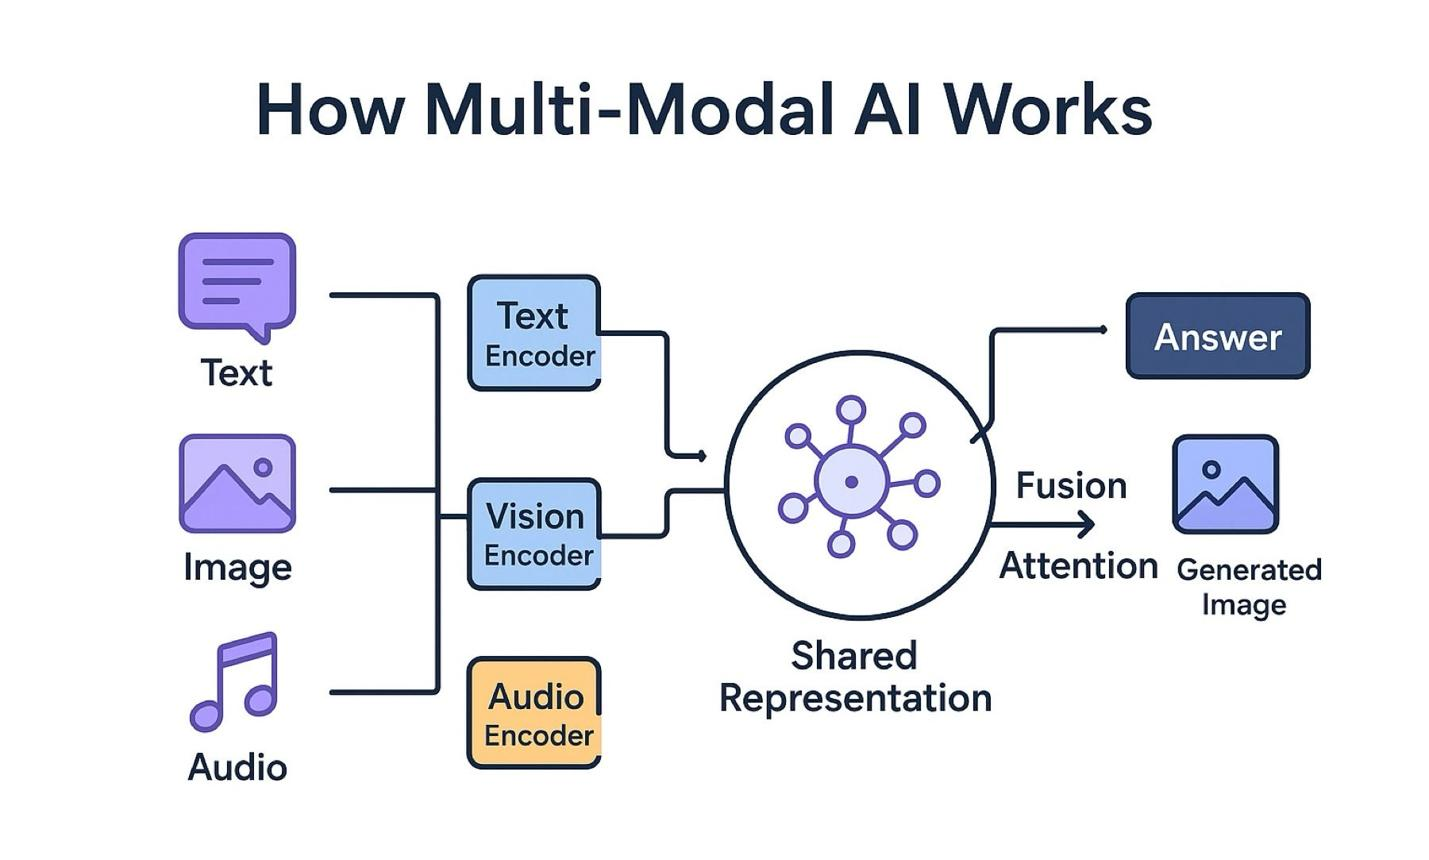 How Multi-Modal AI Works
Text
Image
Audio
Text
Encoder
Vision
Encoder
Audio
Encoder
Shared
Representation
Fusion
Attention
Answer
Generated
Image